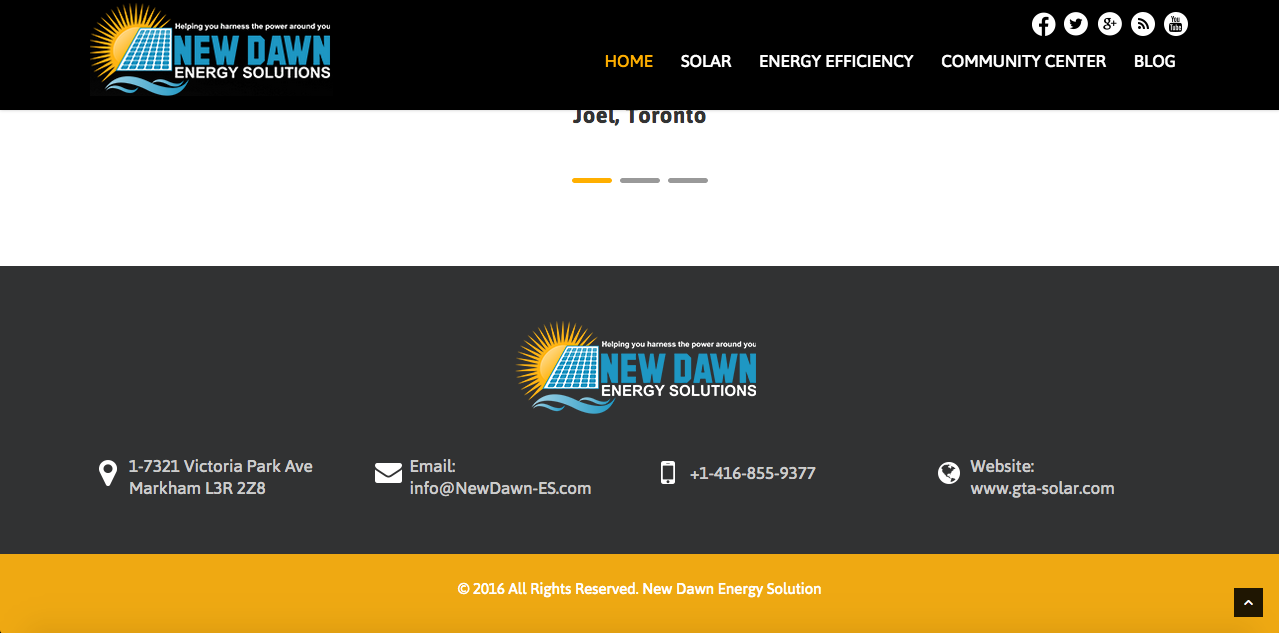 Helping you harness the power around you
NEW DAWN
ENERGY SOLUTIONS
g+
You
Tube
HOME SOLAR ENERGY EFFICIENCY COMMUNITY CENTER BLOG
Joel, Toronto
Helping you harness the power around you
NEW DAWN
ENERGY SOLUTIONS
1-7321 Victoria Park Ave
Markham L3R 2Z8
Email:
info@NewDawn-ES.com
+1-416-855-9377
Website:
www.gta-solar.com
© 2016 All Rights Reserved. New Dawn Energy Solution